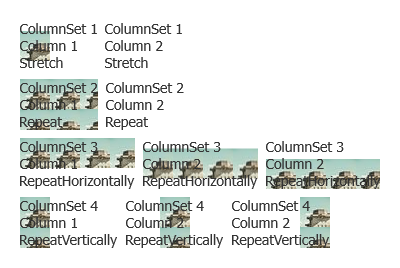 ColumnSet 1 ColumnSet 1
Column 1 Column 2
Stretch Stretch
ColumnSet 2 ColumnSet 2
Column 1 Column 2
Repeat Repeat
ColumnSet 3 ColumnSet 3 ColumnSet 3
Column 1 Column 2 Column 2
RepeatHorizontally RepeatHorizontally RepeatHorizontally
ColumnSet 4 ColumnSet 4 ColumnSet 4
Column 1 Column 2 Column 2
RepeatVertically RepeatVertically RepeatVertically